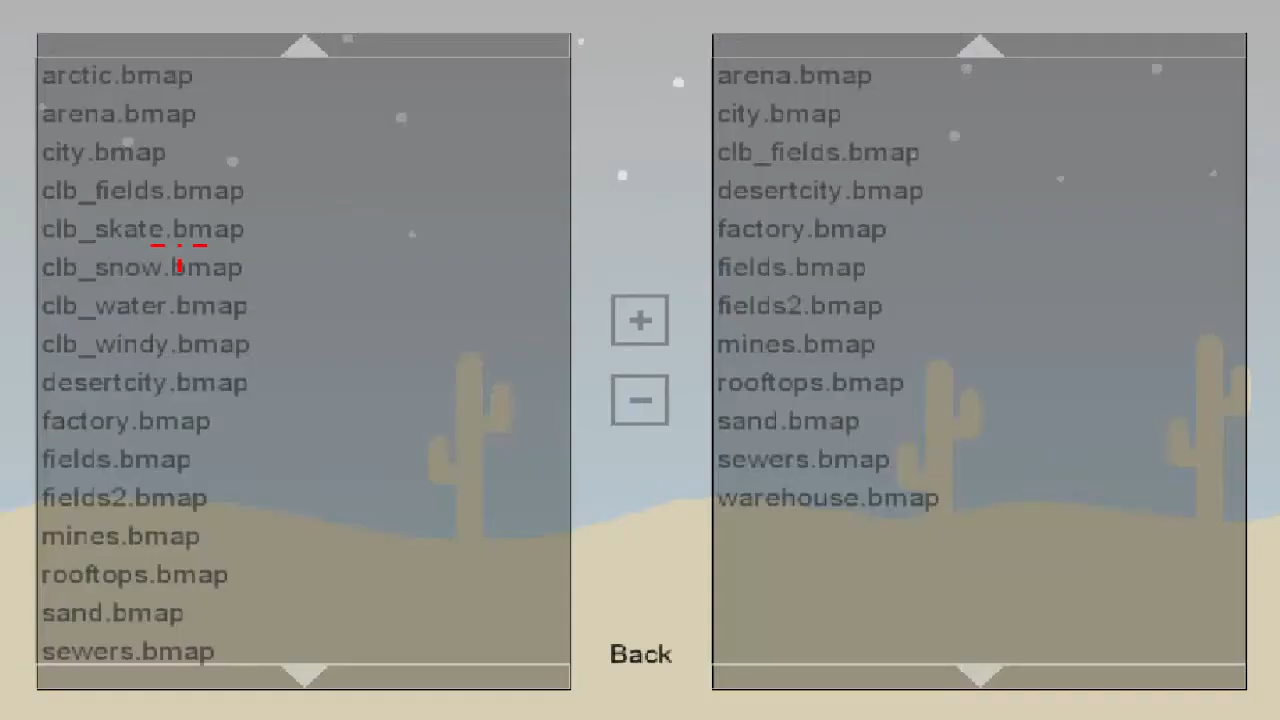 arctic.bmap
arena.bmap
city.bmap
clb_fields.bmap
clb_skate.bmap
clb_snow.bmap
clb_water.bmap
clb_windy.bmap
desertcity.bmap
factory.bmap
fields.bmap
fields2.bmap
mines.bmap
rooftops.bmap
sand.bmap
sewers.bmap
+
−
Back
arena.bmap
city.bmap
clb_fields.bmap
desertcity.bmap
factory.bmap
fields.bmap
fields2.bmap
mines.bmap
rooftops.bmap
sand.bmap
sewers.bmap
warehouse.bmap